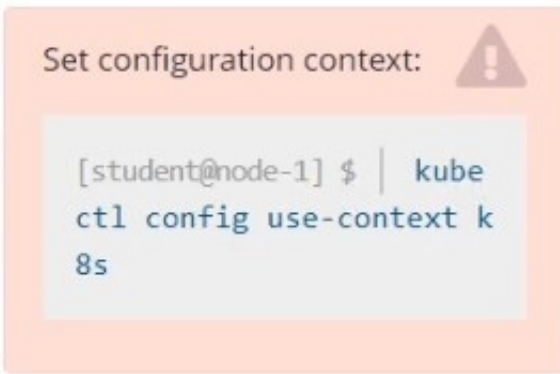 Set configuration context:
[student@node-1] $ | kube
ctl config use-context k
8s